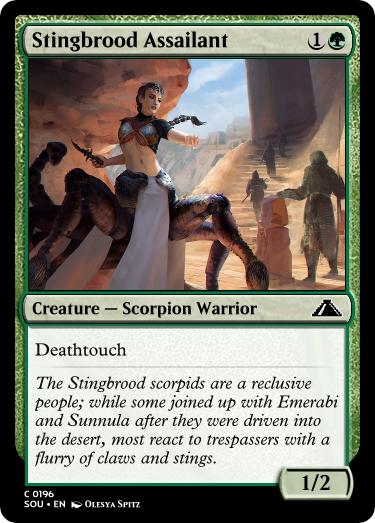 Stingbrood Assailant 1
Creature — Scorpion Warrior
Deathtouch
The Stingbrood scorpids are a reclusive
people; while some joined up with Emerabi
and Sunnula after they were driven into
the desert, most react to trespassers with a
flurry of claws and stings.
1/2
C 0196
SOU • EN Olesya Spitz